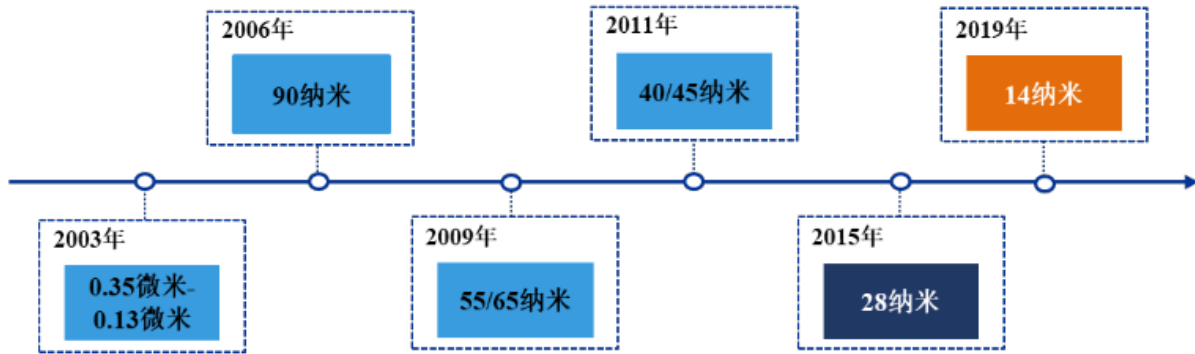 2006年
90纳米
2011年
40/45纳米
2019年
14纳米
2003年
0.35微米-
0.13微米
2009年
55/65纳米
2015年
28纳米